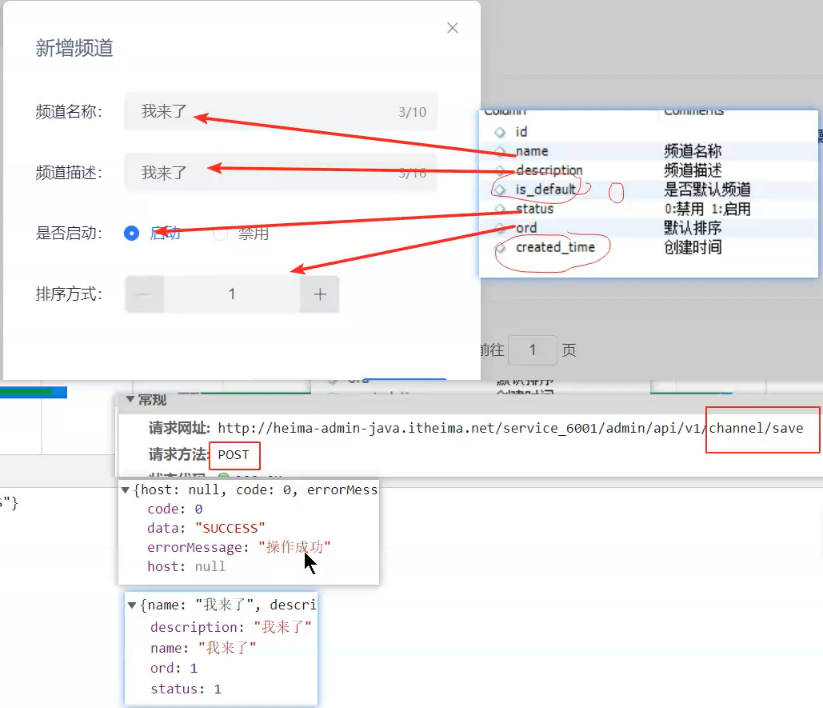 新增频道
频道名称：
我来了
3/10
频道描述：
我来了
3/16
是否启动：
启动
禁用
排序方式：
1
Column Comments
id
name 频道名称
description 频道描述
is_default 是否默认频道
status 0:禁用 1:启用
ord 默认排序
created_time 创建时间
前往 1 页
ord 默认排序
常规
请求网址: http://heima-admin-java.itheima.net/service_6001/admin/api/v1/channel/save
请求方法: POST
"}
{host: null, code: 0, errorMess
code: 0
data: "SUCCESS"
errorMessage: "操作成功"
host: null
{name: "我来了", descri
description: "我来了"
name: "我来了"
ord: 1
status: 1